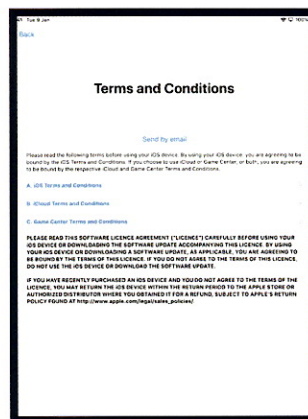 Tue 8 Jan 100%
Back
Terms and Conditions
Send by email
Please read the following terms before using your iOS device. By using your iOS device, you are agreeing to be
bound by the iOS Terms and Conditions. If you choose to use iCloud or Game Center, or both, you are agreeing
to be bound by the respective iCloud and Game Center Terms and Conditions.
A. iOS Terms and Conditions
B. iCloud Terms and Conditions
C. Game Center Terms and Conditions
PLEASE READ THIS SOFTWARE LICENCE AGREEMENT ("LICENCE") CAREFULLY BEFORE USING YOUR
iOS DEVICE OR DOWNLOADING THE SOFTWARE UPDATE ACCOMPANYING THIS LICENCE. BY USING
YOUR iOS DEVICE OR DOWNLOADING A SOFTWARE UPDATE, AS APPLICABLE, YOU ARE AGREEING TO
BE BOUND BY THE TERMS OF THIS LICENCE. IF YOU DO NOT AGREE TO THE TERMS OF THIS LICENCE,
DO NOT USE THE iOS DEVICE OR DOWNLOAD THE SOFTWARE UPDATE.
IF YOU HAVE RECENTLY PURCHASED AN iOS DEVICE AND YOU DO NOT AGREE TO THE TERMS OF THE
LICENCE, YOU MAY RETURN THE iOS DEVICE WITHIN THE RETURN PERIOD TO THE APPLE STORE OR
AUTHORIZED DISTRIBUTOR WHERE YOU OBTAINED IT FOR A REFUND, SUBJECT TO APPLE'S RETURN
POLICY FOUND AT http://www.apple.com/legal/sales_policies/.